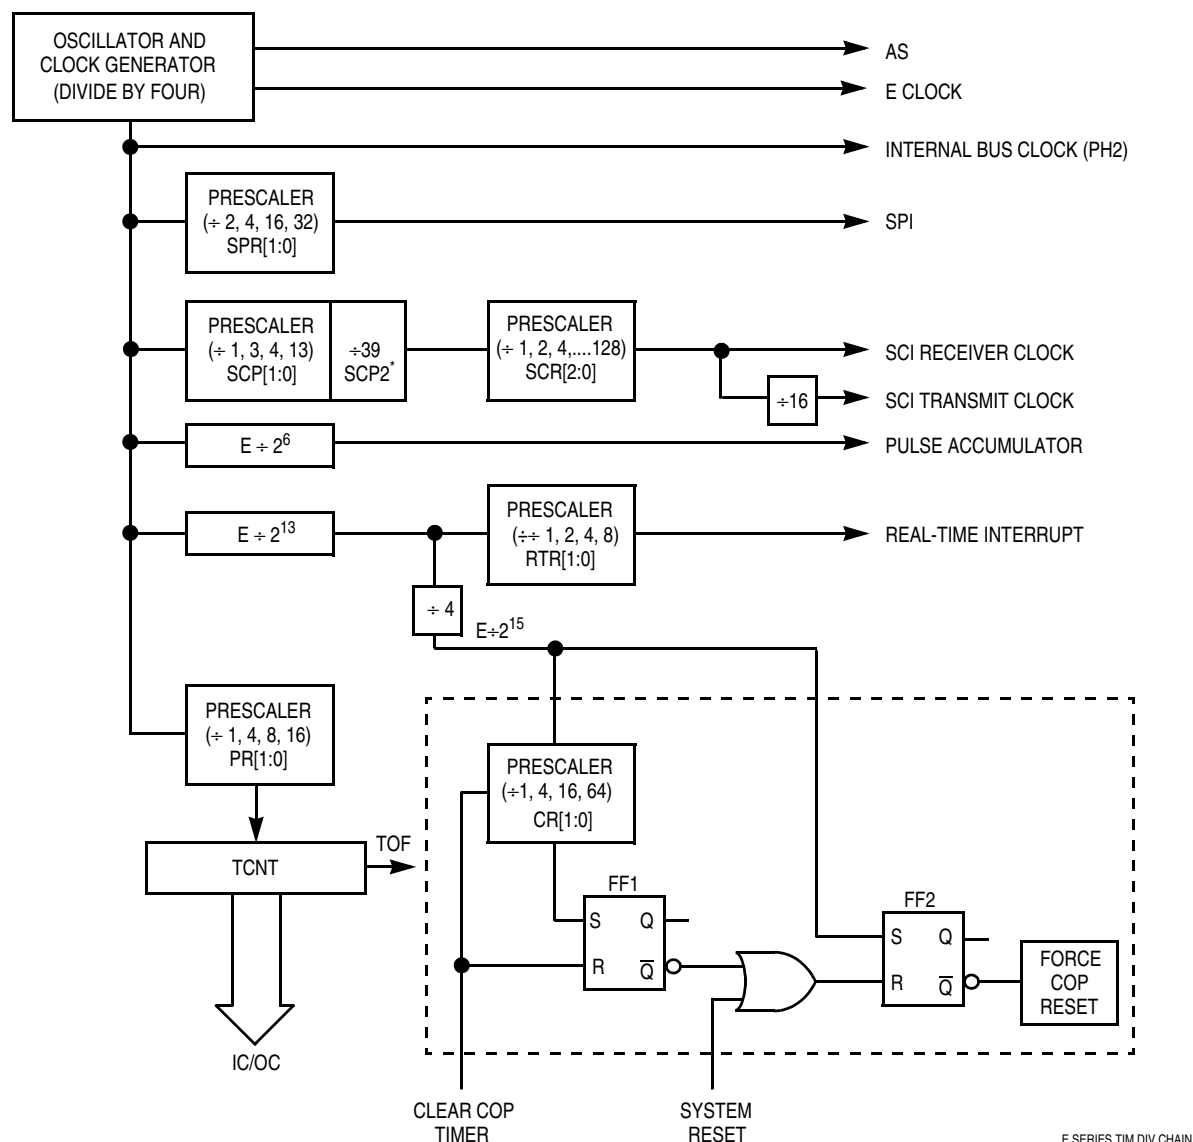 OSCILLATOR AND
CLOCK GENERATOR
(DIVIDE BY FOUR)
AS
E CLOCK
INTERNAL BUS CLOCK (PH2)
PRESCALER
(÷ 2, 4, 16, 32)
SPR[1:0]
SPI
PRESCALER
(÷ 1, 3, 4, 13)
SCP[1:0]
÷39
SCP2*
PRESCALER
(÷ 1, 2, 4,....128)
SCR[2:0]
SCI RECEIVER CLOCK
÷16
SCI TRANSMIT CLOCK
E ÷ 2⁶
PULSE ACCUMULATOR
E ÷ 2¹³
PRESCALER
(÷÷ 1, 2, 4, 8)
RTR[1:0]
REAL-TIME INTERRUPT
÷ 4
E÷2¹⁵
PRESCALER
(÷ 1, 4, 8, 16)
PR[1:0]
PRESCALER
(÷1, 4, 16, 64)
CR[1:0]
TCNT
TOF
FF1
S Q
R Q̅
FF2
S Q
R Q̅
FORCE
COP
RESET
IC/OC
CLEAR COP
TIMER
SYSTEM
RESET
E SERIES TIM DIV CHAIN